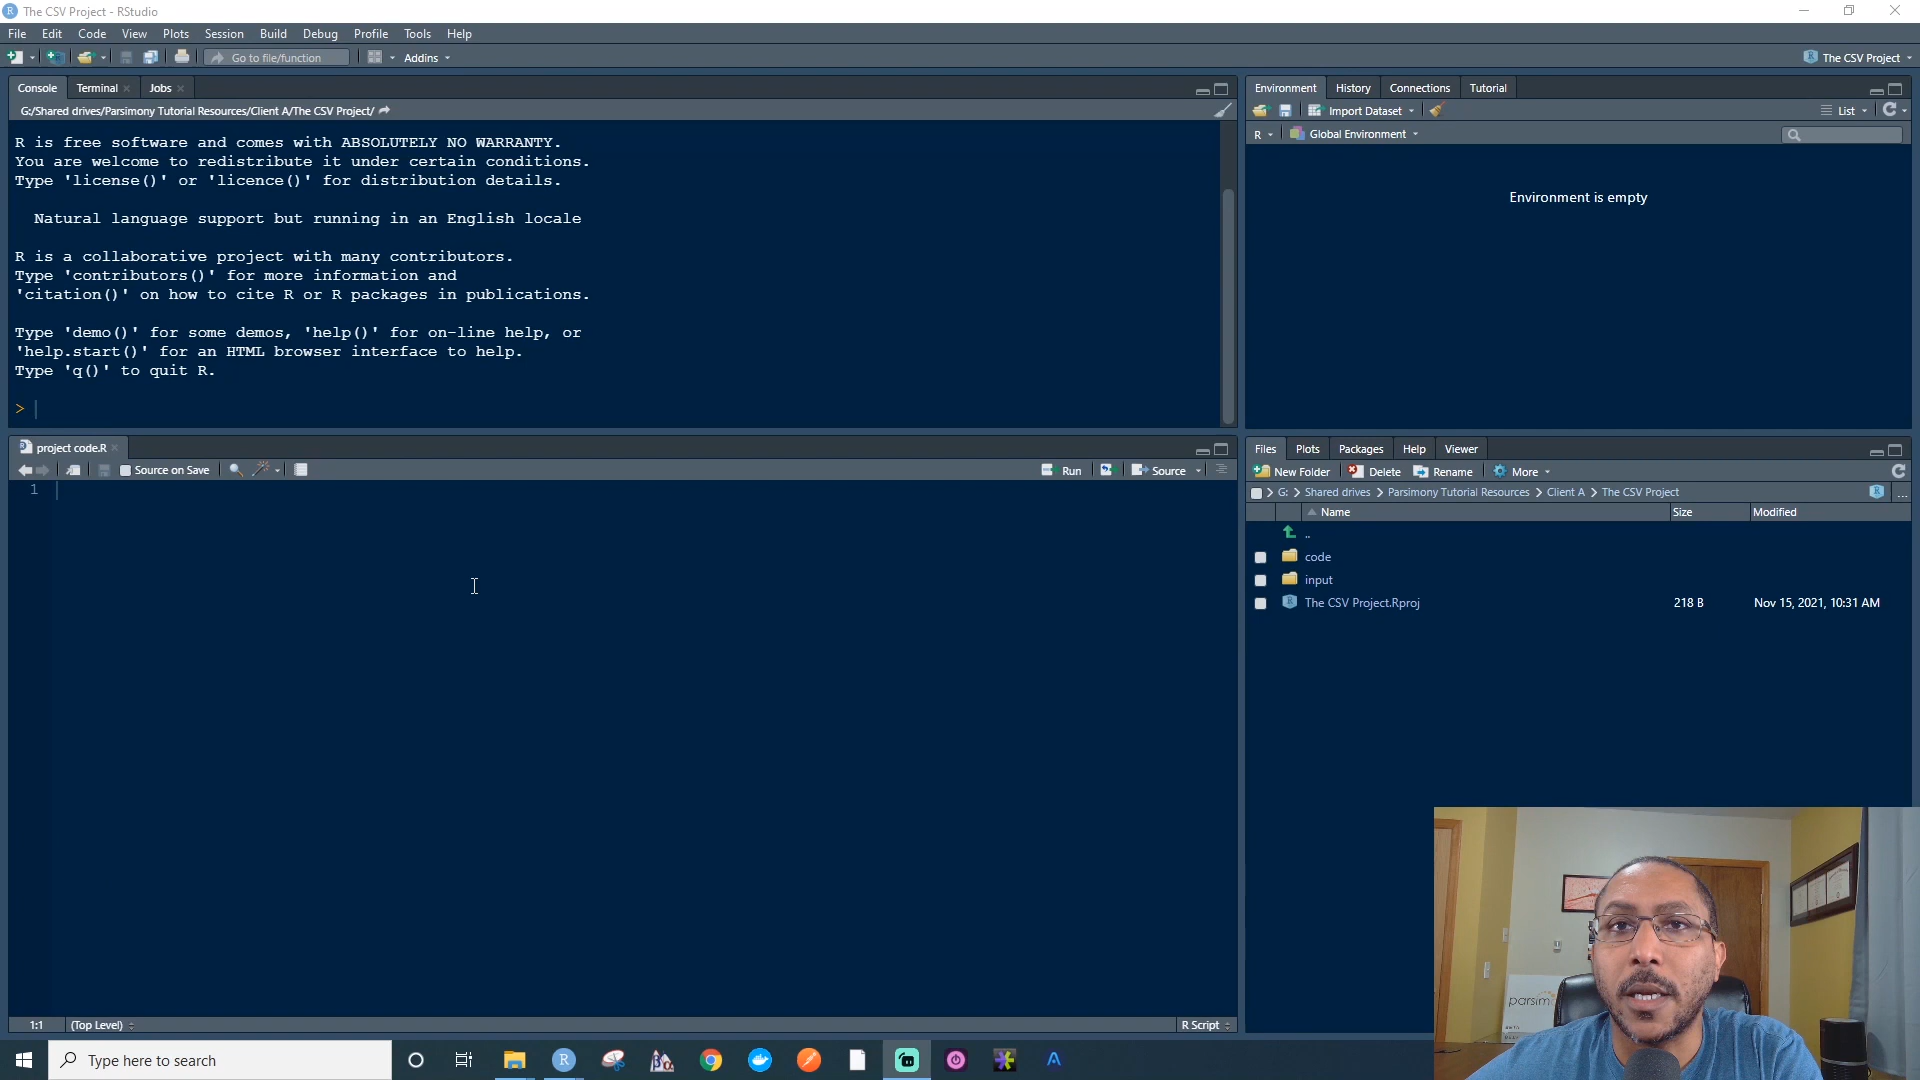 The CSV Project - RStudio
File Edit Code View Plots Session Build Debug Profile Tools Help
Go to file/function Addins The CSV Project
Console Terminal Jobs
G:/Shared drives/Parsimony Tutorial Resources/Client A/The CSV Project/
R is free software and comes with ABSOLUTELY NO WARRANTY.
You are welcome to redistribute it under certain conditions.
Type 'license()' or 'licence()' for distribution details.
Natural language support but running in an English locale
R is a collaborative project with many contributors.
Type 'contributors()' for more information and
'citation()' on how to cite R or R packages in publications.
Type 'demo()' for some demos, 'help()' for on-line help, or
'help.start()' for an HTML browser interface to help.
Type 'q()' to quit R.
>
Environment History Connections Tutorial
Import Dataset List
R Global Environment
Environment is empty
project code.R
Source on Save Run Source
1
1:1 (Top Level) R Script
Files Plots Packages Help Viewer
New Folder Delete Rename More
G: Shared drives Parsimony Tutorial Resources Client A The CSV Project ...
Name Size Modified
..
code
input
The CSV Project.Rproj 218 B Nov 15, 2021, 10:31 AM
parsim
Type here to search